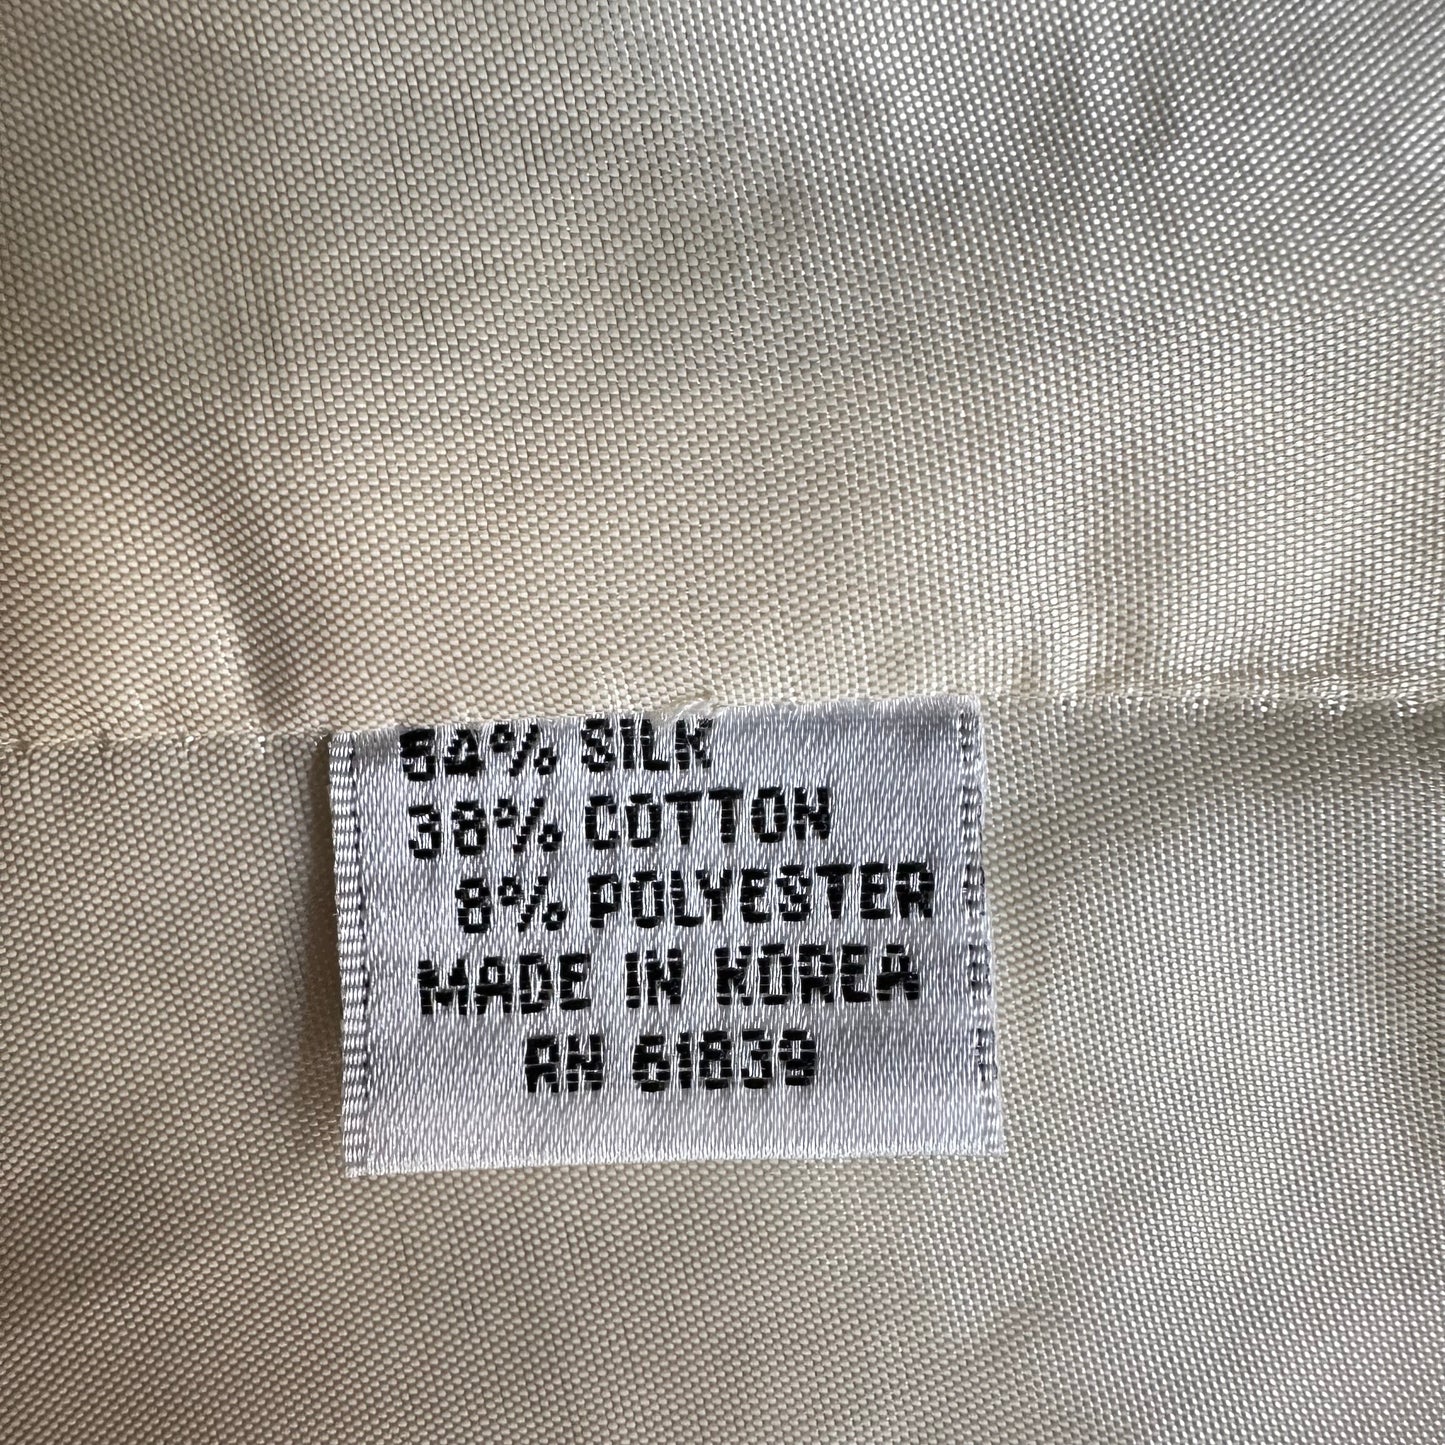 54% SILK
38% COTTON
8% POLYESTER
MADE IN KOREA
RN 61839